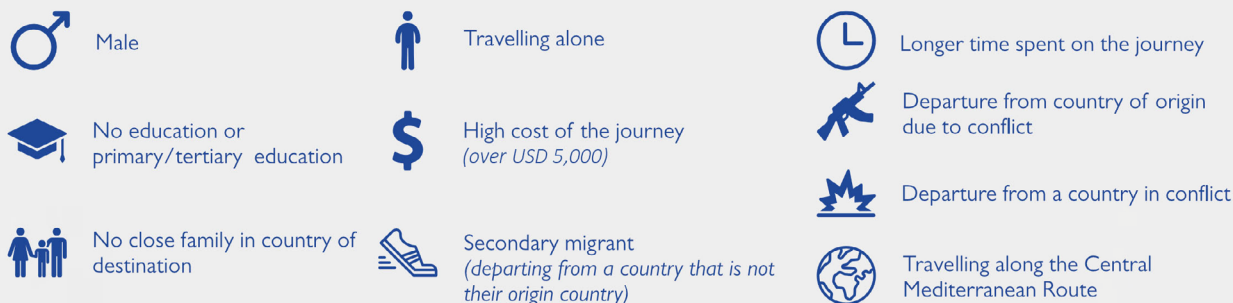 Male
No education or
primary/tertiary education
No close family in country of
destination
Travelling alone
High cost of the journey
(over USD 5,000)
Secondary migrant
(departing from a country that is not
their origin country)
Longer time spent on the journey
Departure from country of origin
due to conflict
Departure from a country in conflict
Travelling along the Central
Mediterranean Route